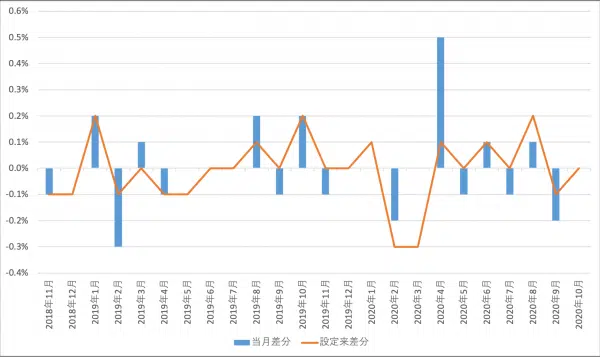 0.6%
0.5%
0.4%
0.3%
0.2%
0.1%
0.0%
-0.1%
-0.2%
-0.3%
-0.4%
2018年11月
2018年12月
2019年1月
2019年2月
2019年3月
2019年4月
2019年5月
2019年6月
2019年7月
2019年8月
2019年9月
2019年10月
2019年11月
2019年12月
2020年1月
2020年2月
2020年3月
2020年4月
2020年5月
2020年6月
2020年7月
2020年8月
2020年9月
2020年10月
当月差分 設定来差分